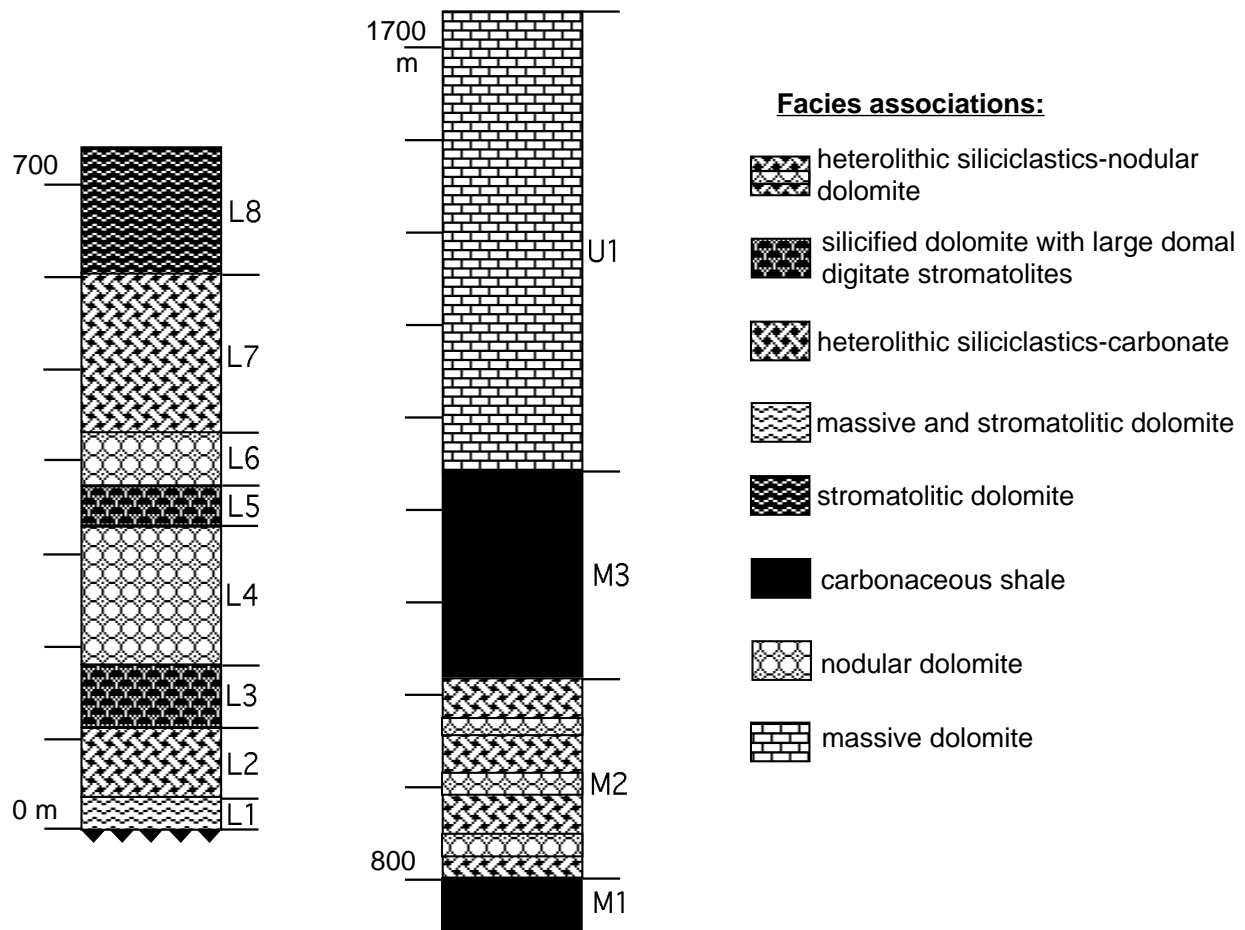 700
L8
L7
L6
L5
L4
L3
L2
L1
0 m
1700
m
U1
M3
M2
800
M1
Facies associations:
heterolithic siliciclastics-nodular
dolomite
silicified dolomite with large domal
digitate stromatolites
heterolithic siliciclastics-carbonate
massive and stromatolitic dolomite
stromatolitic dolomite
carbonaceous shale
nodular dolomite
massive dolomite